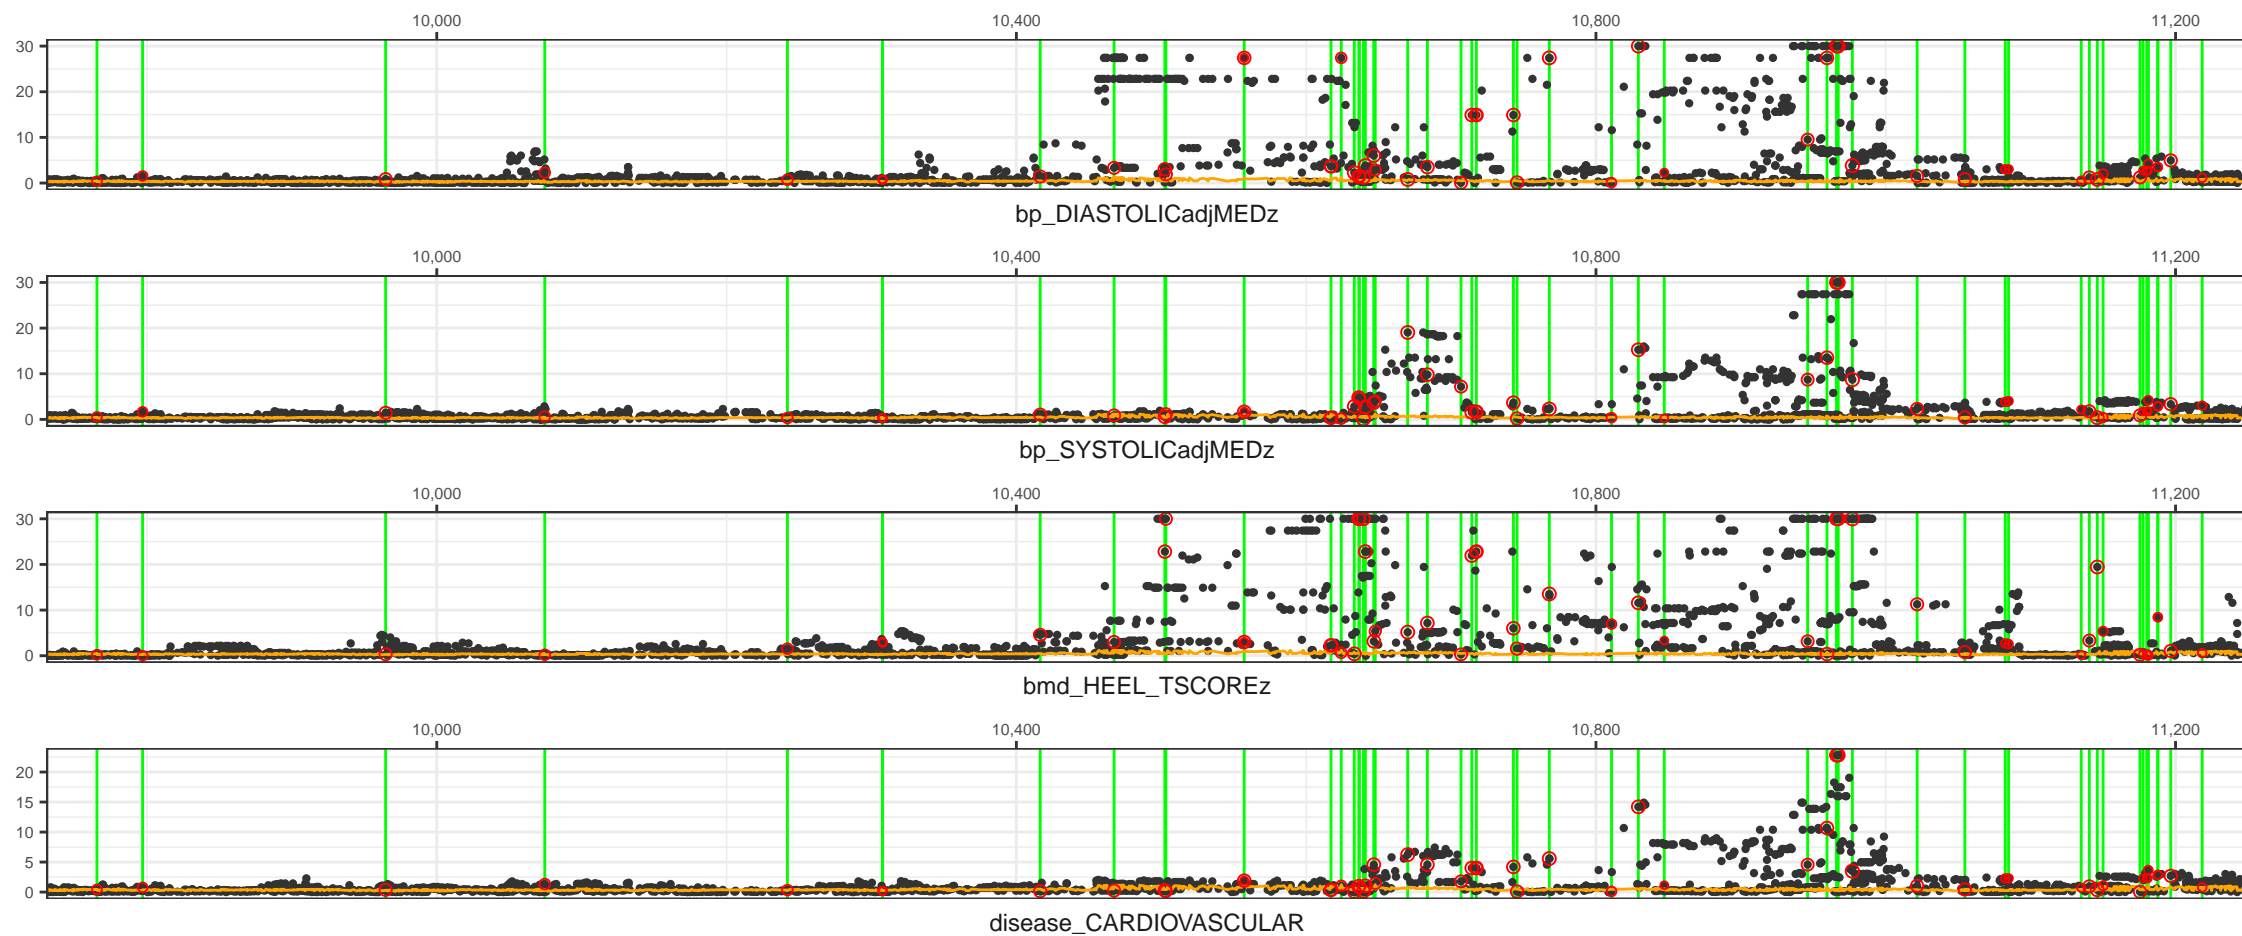 10,000 10,400 10,800 11,200
30
20
10
0
bp_DIASTOLICadjMEDz
10,000 10,400 10,800 11,200
30
20
10
0
bp_SYSTOLICadjMEDz
10,000 10,400 10,800 11,200
30
20
10
0
bmd_HEEL_TSCOREz
10,000 10,400 10,800 11,200
20
15
10
5
0
disease_CARDIOVASCULAR